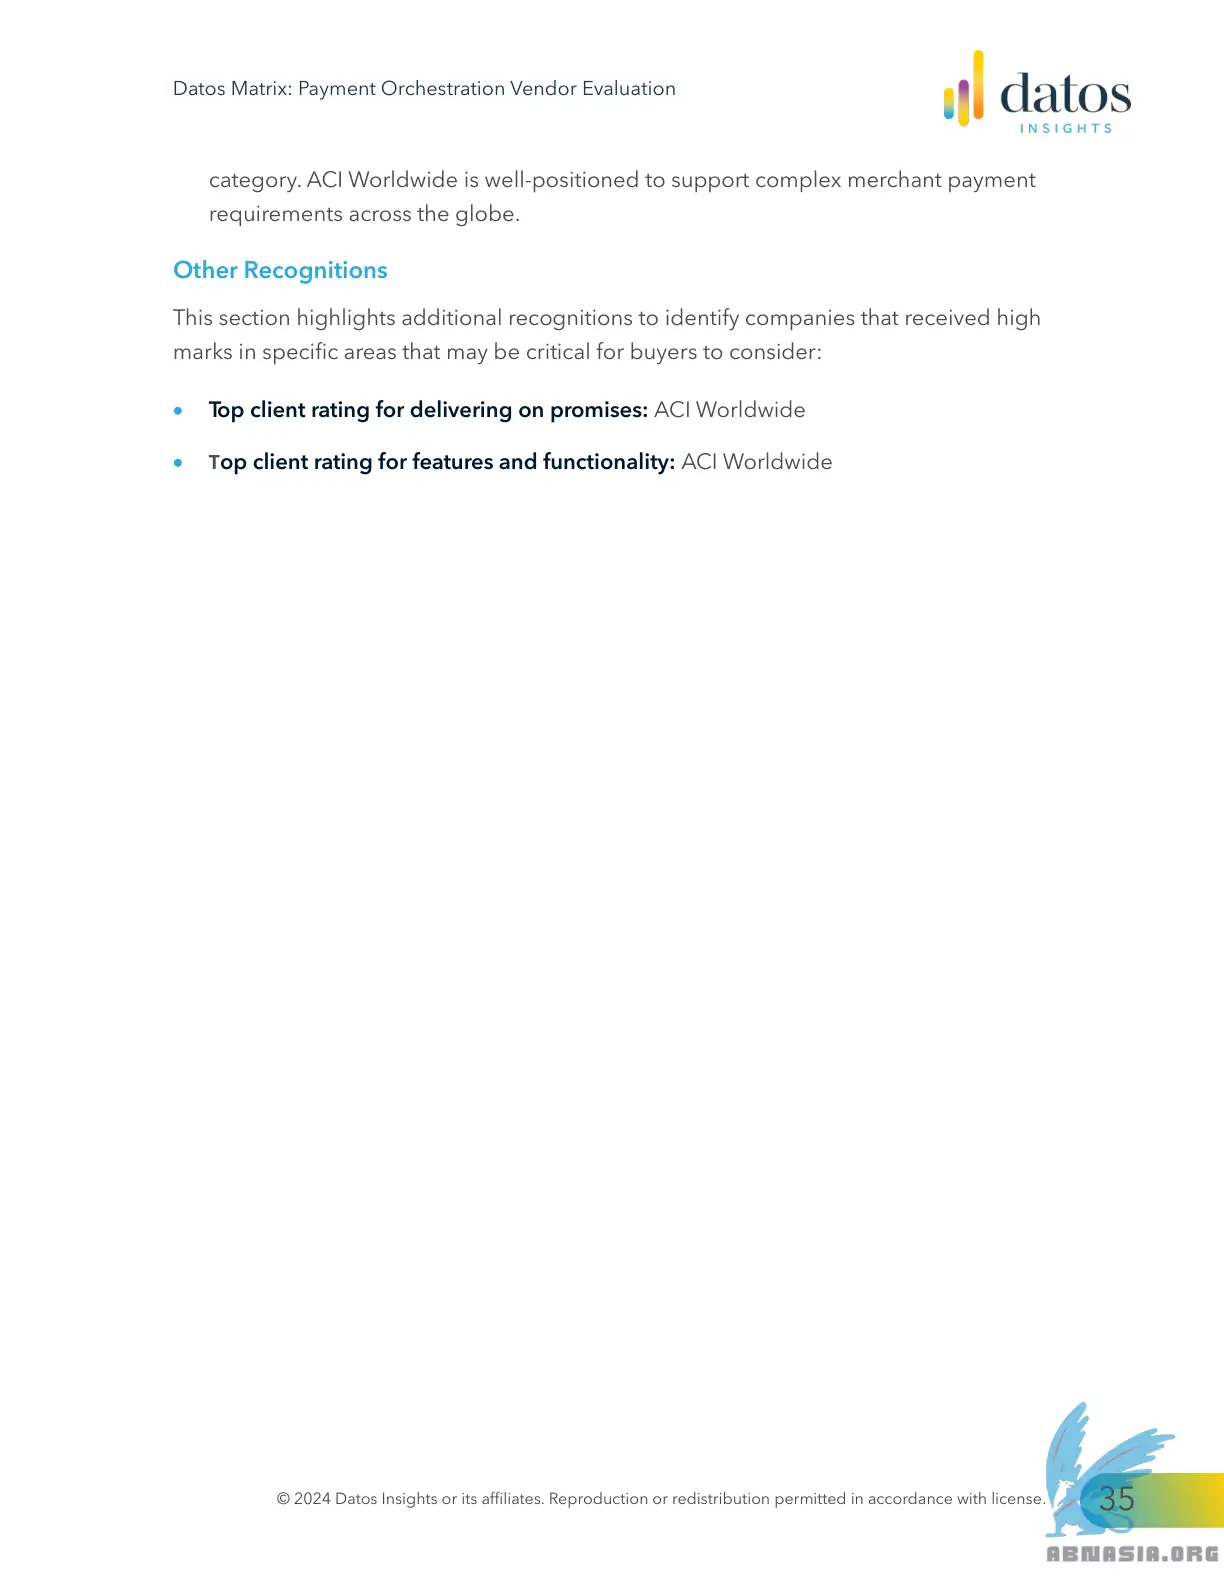 Datos Matrix: Payment Orchestration Vendor Evaluation
datos
INSIGHTS
category. ACI Worldwide is well-positioned to support complex merchant payment
requirements across the globe.
Other Recognitions
This section highlights additional recognitions to identify companies that received high
marks in specific areas that may be critical for buyers to consider:
• Top client rating for delivering on promises: ACI Worldwide
• Top client rating for features and functionality: ACI Worldwide
© 2024 Datos Insights or its affiliates. Reproduction or redistribution permitted in accordance with license.
35
ABNASIA.ORG